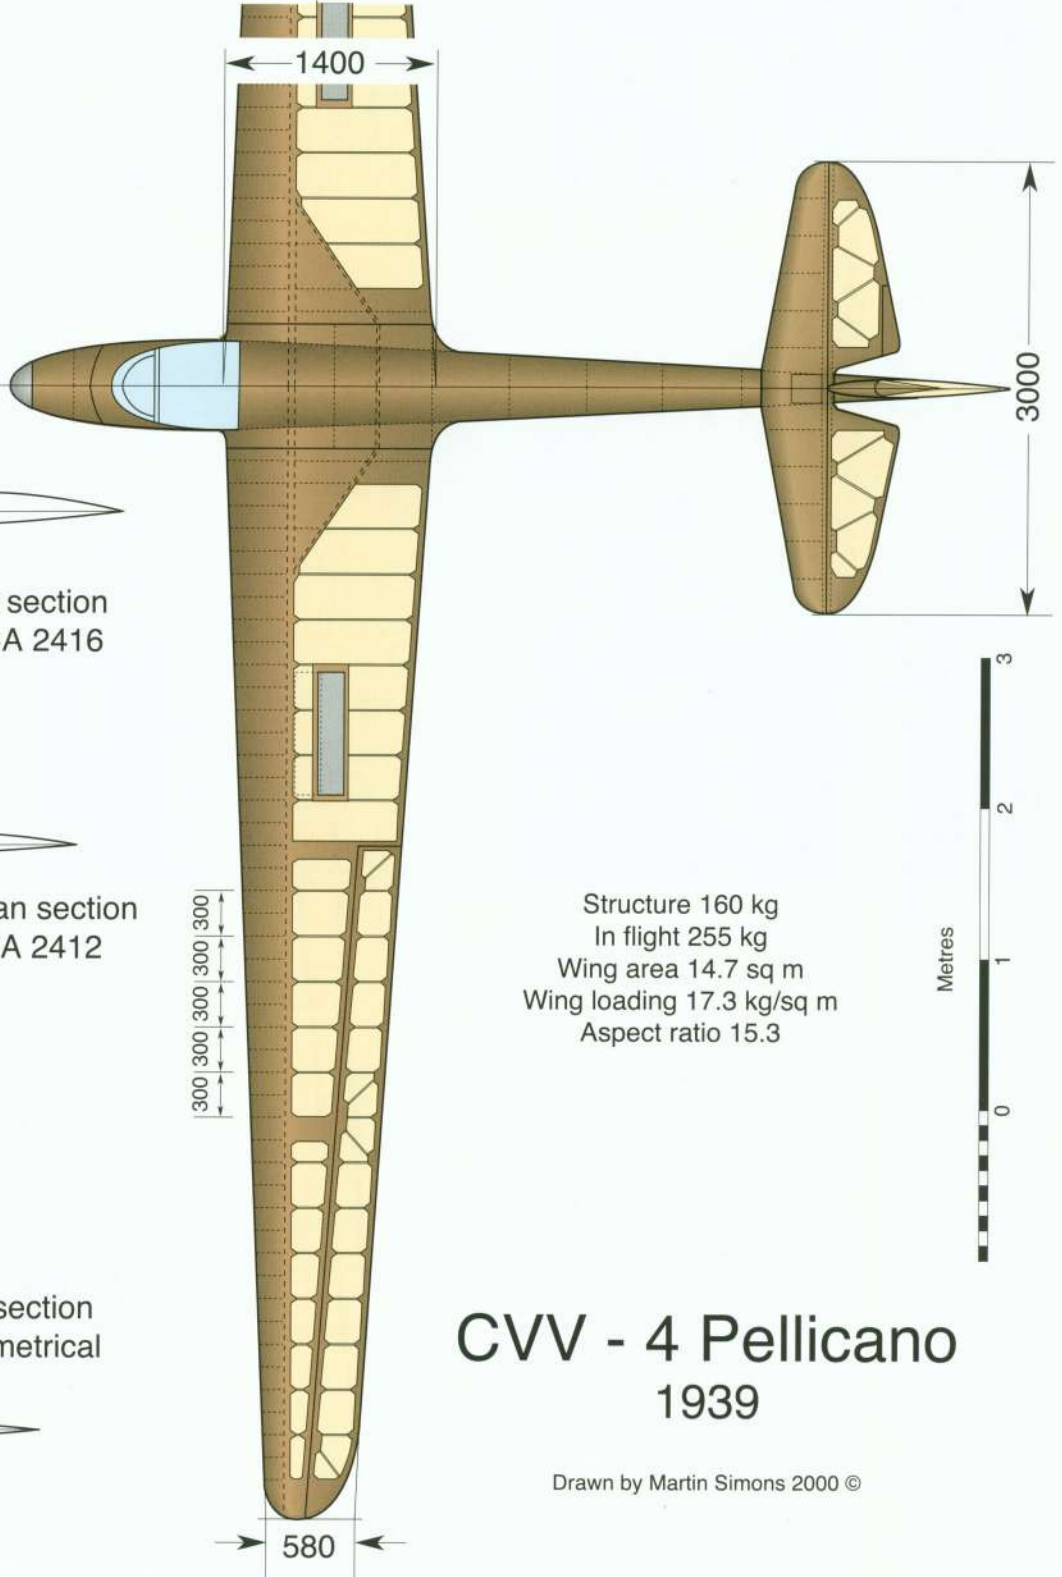 1400
3000
section
A 2416
an section
A 2412
300
300
300
300
300
Structure 160 kg
In flight 255 kg
Wing area 14.7 sq m
Wing loading 17.3 kg/sq m
Aspect ratio 15.3
3
2
1
0
Metres
section
metrical
CVV - 4 Pellicano
1939
Drawn by Martin Simons 2000 ©
580